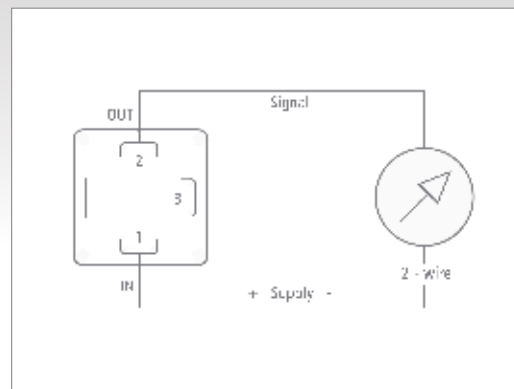 OUT
Signal
2
3
1
IN
2 - wire
+ Supply -